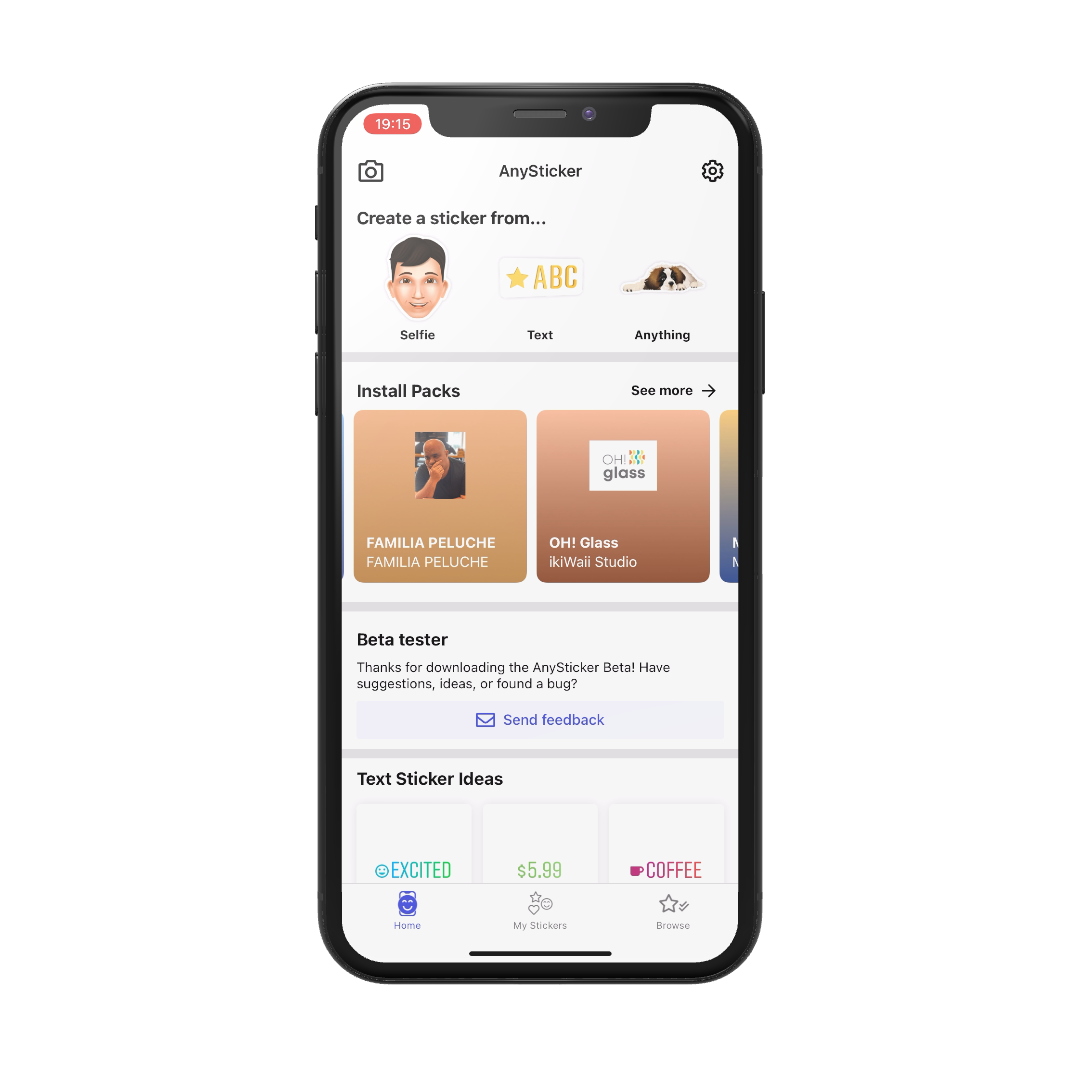 19:15
AnySticker
Create a sticker from...
ABC
Selfie
Text
Anything
Install Packs
See more
OH!
glass
FAMILIA PELUCHE
FAMILIA PELUCHE
OH! Glass
ikiWaii Studio
Beta tester
Thanks for downloading the AnySticker Beta! Have
suggestions, ideas, or found a bug?
Send feedback
Text Sticker Ideas
EXCITED
$5.99
COFFEE
Home
My Stickers
Browse